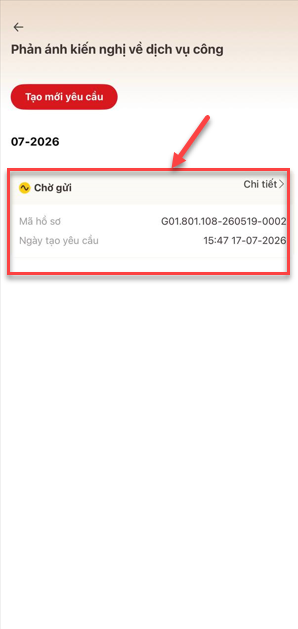 Phản ánh kiến nghị về dịch vụ công
Tạo mới yêu cầu
07-2026
Chờ gửi Chi tiết
Mã hồ sơ G01.801.108-260519-0002
Ngày tạo yêu cầu 15:47 17-07-2026